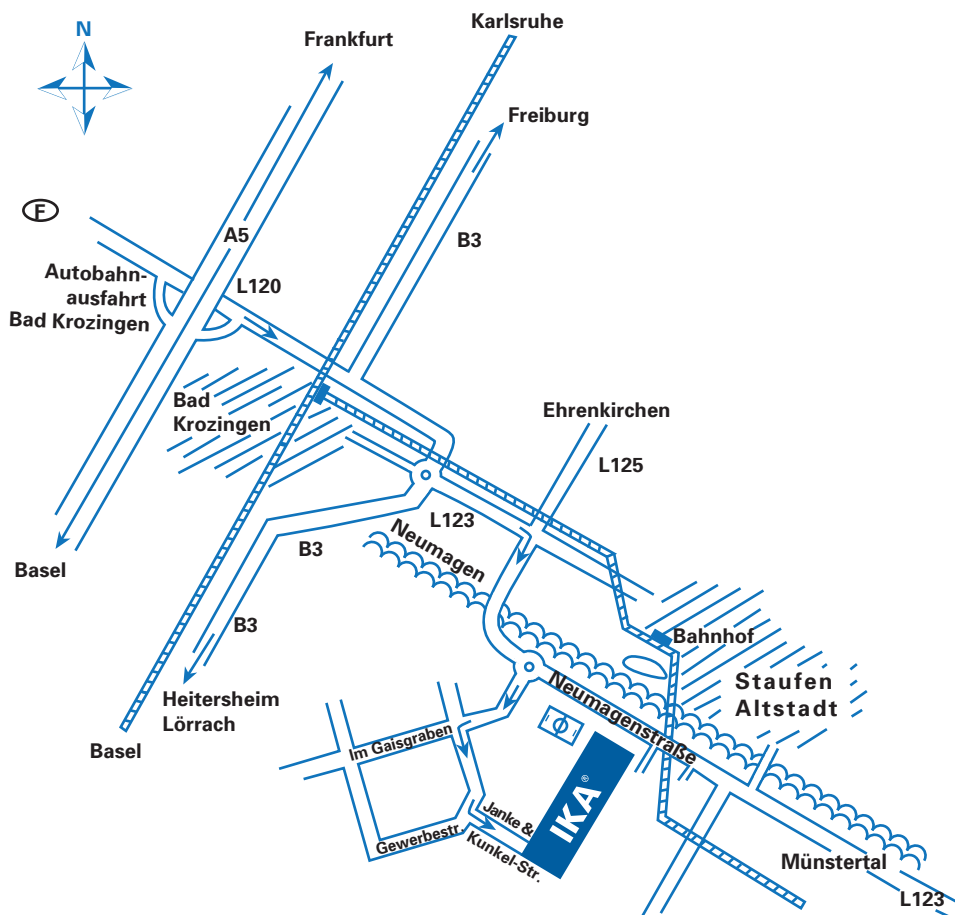 N
Karlsruhe
Frankfurt
Freiburg
F
A5
B3
Autobahn-
ausfahrt
Bad Krozingen
L120
Bad
Krozingen
Ehrenkirchen
L125
L123
Neumagen
B3
Basel
B3
Bahnhof
Heitersheim
Lörrach
Staufen
Altstadt
Neumagenstraße
Basel
Im Gaisgraben
IKA®
Janke &
Kunkel-Str.
Gewerbestr.
Münstertal
L123